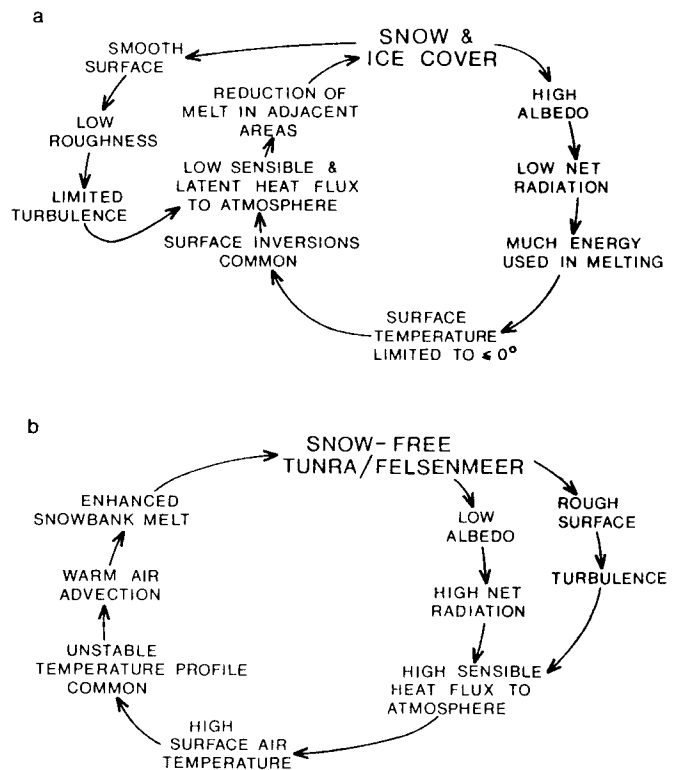 a
SNOW &
ICE COVER
SMOOTH
SURFACE
LOW
ROUGHNESS
LIMITED
TURBULENCE
REDUCTION OF
MELT IN ADJACENT
AREAS
LOW SENSIBLE &
LATENT HEAT FLUX
TO ATMOSPHERE
SURFACE INVERSIONS
COMMON
HIGH
ALBEDO
LOW NET
RADIATION
MUCH ENERGY
USED IN MELTING
SURFACE
TEMPERATURE
LIMITED TO ⩽ 0°
b
SNOW-FREE
TUNRA/FELSENMEER
ENHANCED
SNOWBANK MELT
WARM AIR
ADVECTION
UNSTABLE
TEMPERATURE PROFILE
COMMON
HIGH
SURFACE AIR
TEMPERATURE
LOW
ALBEDO
HIGH NET
RADIATION
HIGH SENSIBLE
HEAT FLUX TO
ATMOSPHERE
ROUGH
SURFACE
TURBULENCE